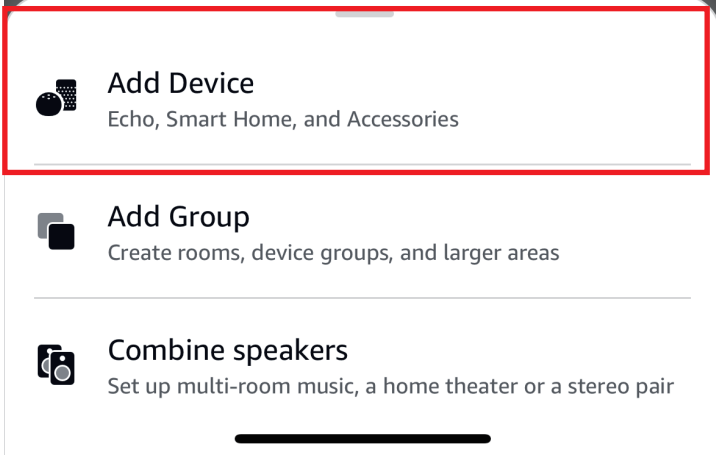 Add Device
Echo, Smart Home, and Accessories
Add Group
Create rooms, device groups, and larger areas
Combine speakers
Set up multi-room music, a home theater or a stereo pair